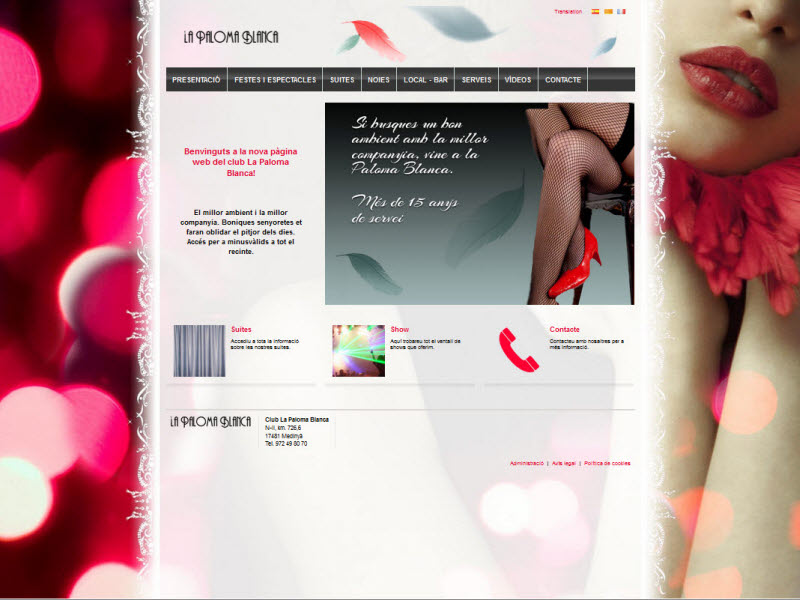 Translation
LA PALOMA BLANCA
PRESENTACIÓ
FESTES I ESPECTACLES
SUITES
NOIES
LOCAL - BAR
SERVEIS
VÍDEOS
CONTACTE
Benvinguts a la nova pàgina
web del club La Paloma
Blanca!
El millor ambient i la millor
companyia. Boniques senyoretes et
faran oblidar el pitjor dels dies.
Accés per a minusvàlids a tot el
recinte.
Si busques un bon
ambient amb la millor
companyia, vine a la
Paloma Blanca.
Més de 15 anys
de servei
Suites
Accediu a tota la informació
sobre les nostres suites.
Show
Aquí trobareu tot el ventall de
shows que oferim.
Contacte
Contacteu amb nosaltres per a
més informació.
LA PALOMA BLANCA
Club La Paloma Blanca
N-II, km. 726,6
17481 Medinyà
Tel. 972 49 80 70
Administració | Avís legal | Política de cookies